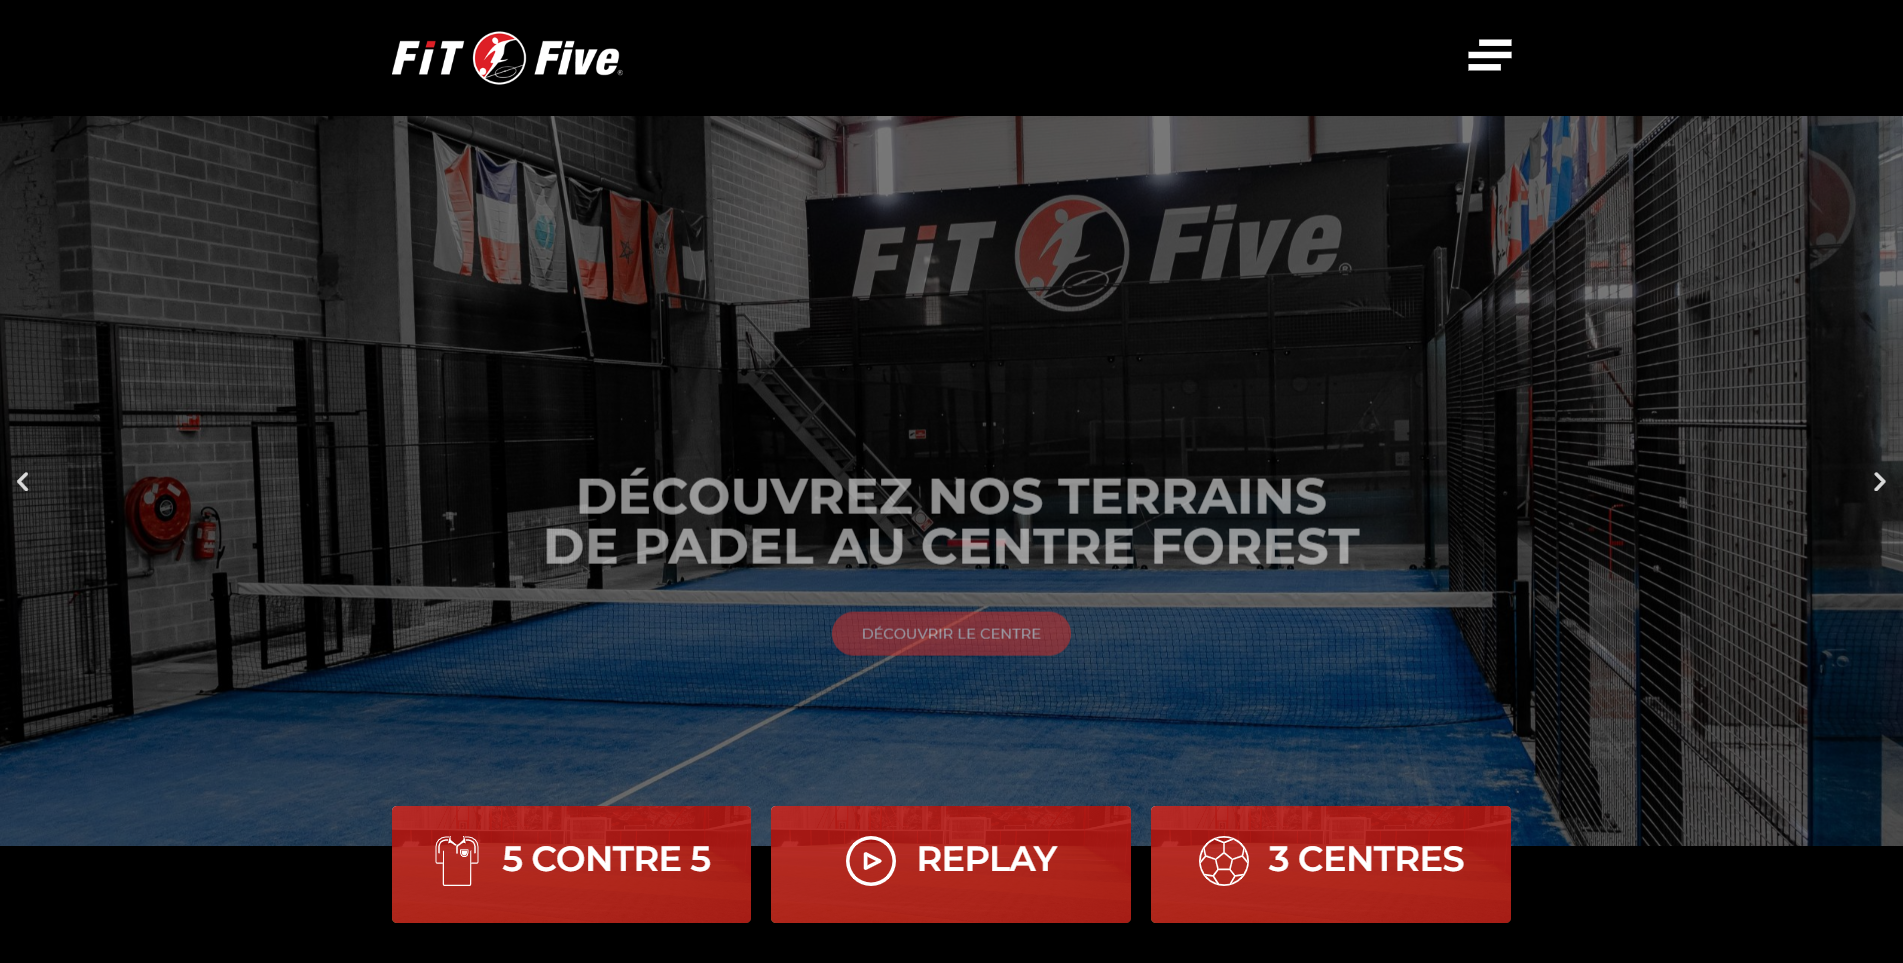 FiT Five®
FiT Five®
DÉCOUVREZ NOS TERRAINS
DE PADEL AU CENTRE FOREST
DÉCOUVRIR LE CENTRE
5 CONTRE 5
REPLAY
3 CENTRES